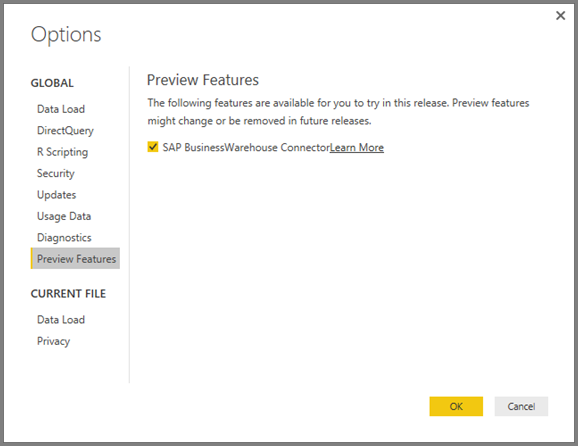 Options
GLOBAL
Data Load
DirectQuery
R Scripting
Security
Updates
Usage Data
Diagnostics
Preview Features
CURRENT FILE
Data Load
Privacy
Preview Features
The following features are available for you to try in this release. Preview features
might change or be removed in future releases.
SAP BusinessWarehouse ConnectorLearn More
OK
Cancel